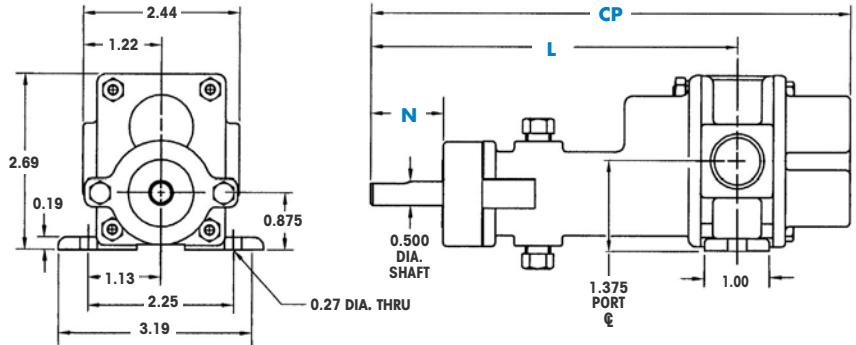 2.44
1.22
2.69
0.19
0.875
1.13
2.25
3.19
0.27 DIA. THRU
CP
L
N
0.500
DIA.
SHAFT
1.375
PORT
℄
1.00